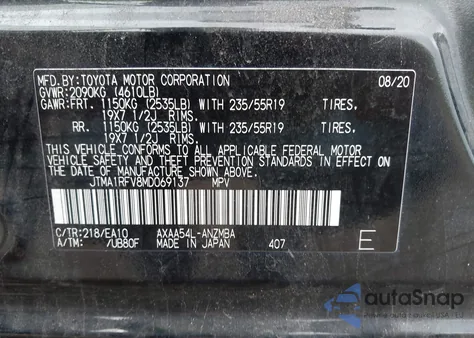 MFD.BY:TOYOTA MOTOR CORPORATION 08/20
GVWR:2090KG (4610LB)
GAWR:FRT. 1150KG (2535LB) WITH 235/55R19 TIRES,
19X7 1/2J RIMS.
RR. 1150KG (2535LB) WITH 235/55R19 TIRES,
19X7 1/2J RIMS.
THIS VEHICLE CONFORMS TO ALL APPLICABLE FEDERAL MOTOR
VEHICLE SAFETY, BUMPER, AND THEFT PREVENTION STANDARDS IN EFFECT ON
THE DATE OF MANUFACTURE SHOWN ABOVE.
JTMA1RFV8MD069137 MPV
C/TR:218/EA10 AXAA54L-ANZMBA
A/TM: /UB80F MADE IN JAPAN 407 E
autoSnap